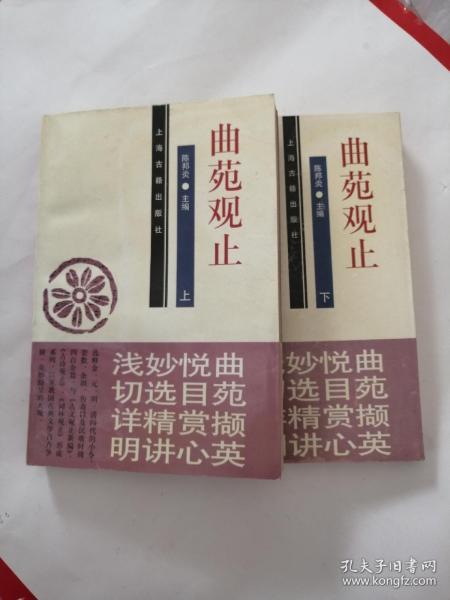 曲苑观止
陈邦炎●主编
上
上海古籍出版社
曲苑撷英
悦目赏心
妙选精讲
浅切详明
曲苑观止
陈邦炎●主编
下
上海古籍出版社
曲苑撷英
悦目赏心
妙选精讲
孔夫子旧书网
www.kongfz.com